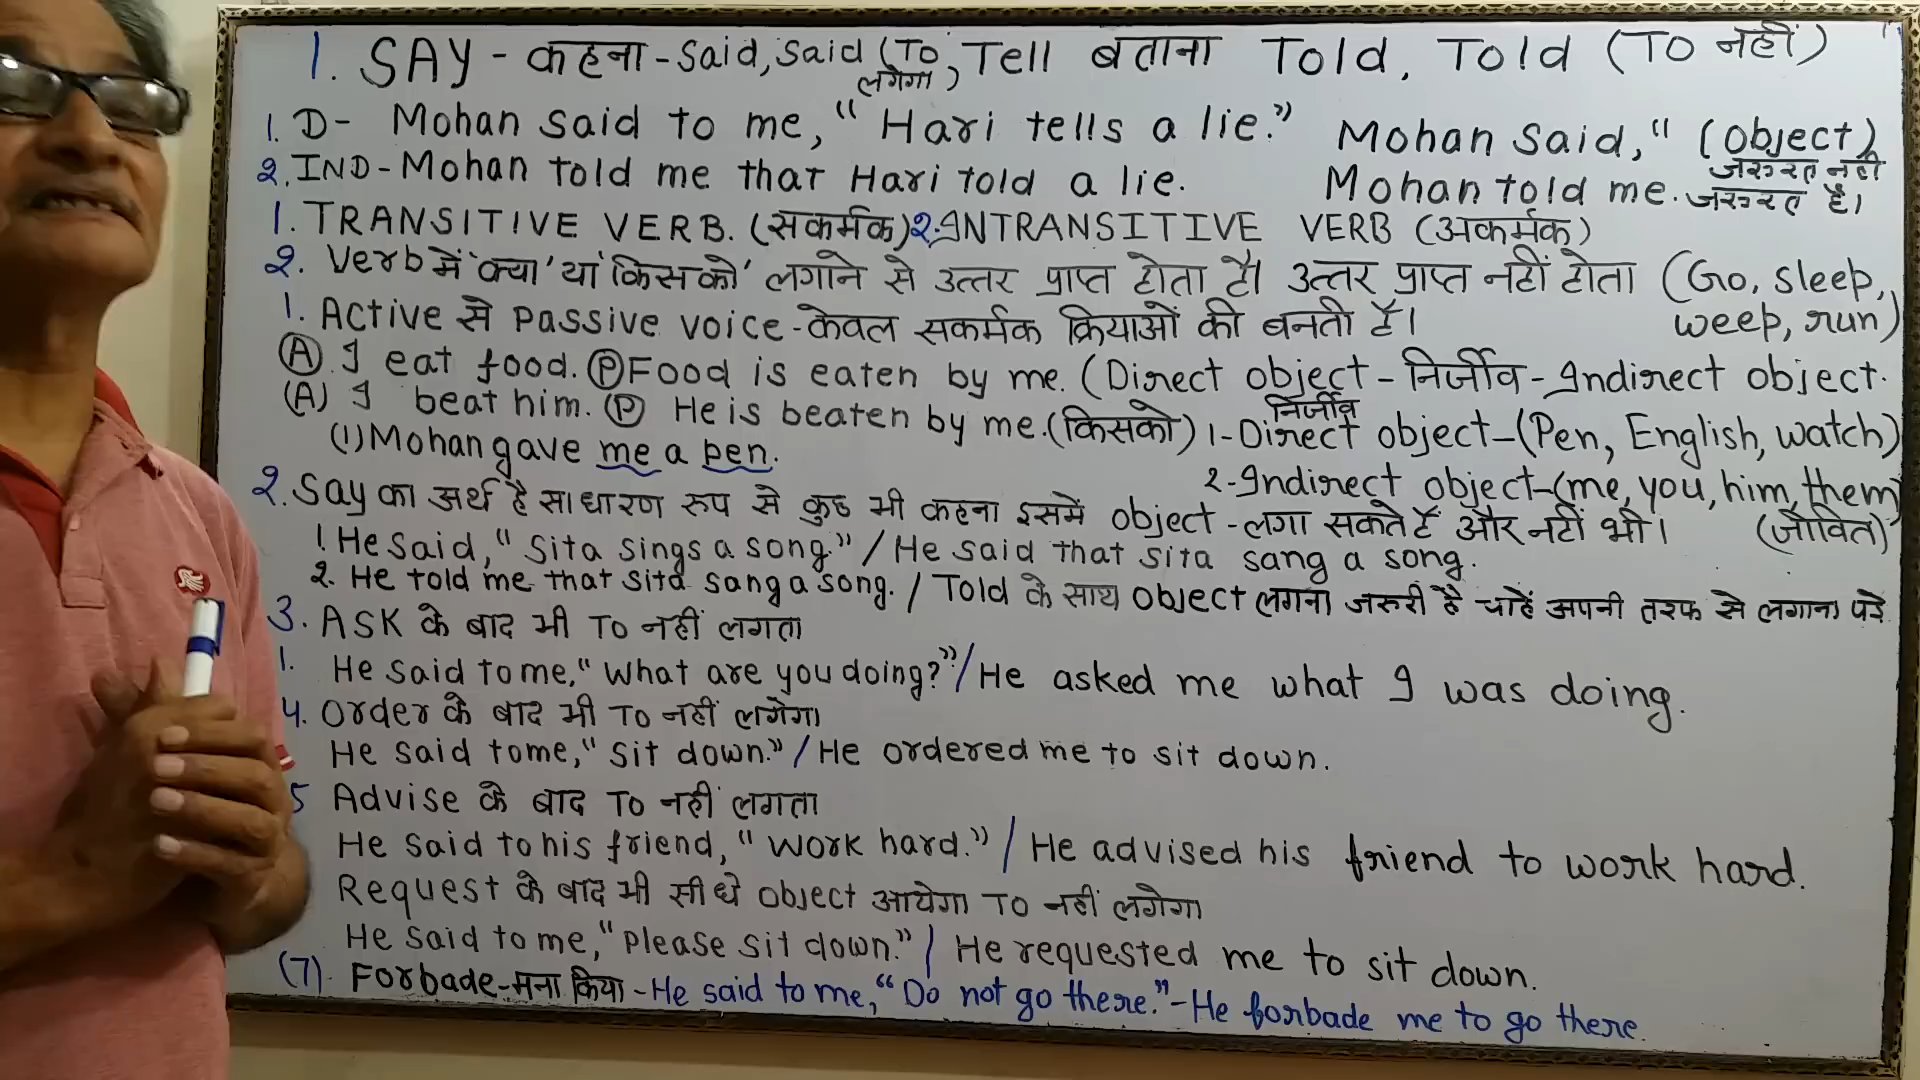 1. SAY - कहना - Said, Said (TO लगेगा), Tell बताना Told, Told (TO नहीं)
1. D- Mohan said to me, “Hari tells a lie.” Mohan said, “ (object) जरूरत नहीं
2. IND - Mohan told me that Hari told a lie. Mohan told me. जरूरत है।
1. TRANSITIVE VERB. (सकर्मक) 2. INTRANSITIVE VERB (अकर्मक)
2. Verb में 'क्या' या 'किसको' लगाने से उत्तर प्राप्त होता है। उत्तर प्राप्त नहीं होता (Go, sleep, weep, run)
1. Active से passive voice - केवल सकर्मक क्रियाओं की बनती है।
(A) I eat food. (P) Food is eaten by me. (Direct object - निर्जीव - Indirect object.
(A) I beat him. (P) He is beaten by me. (किसको) 1 - Direct object - (Pen, English, watch) निर्जीव
(1) Mohan gave me a pen.
2 - Indirect object - (me, you, him, them) (जीवित)
2. Say का अर्थ है साधारण रूप से कुछ भी कहना इसमें object - लगा सकते हैं और नहीं भी।
1. He said, “Sita sings a song” / He said that sita sang a song.
2. He told me that sita sang a song. / Told के साथ object लगना जरूरी है चाहें अपनी तरफ से लगाना पड़े
3. ASK के बाद भी TO नहीं लगता
1. He said to me, “What are you doing?” / He asked me what I was doing.
4. Order के बाद भी TO नहीं लगेगा
He said to me, “Sit down.” / He ordered me to sit down.
5 Advise के बाद TO नहीं लगता
He said to his friend, “Work hard.” / He advised his friend to work hard.
Request के बाद भी सीधे object आयेगा TO नहीं लगेगा
He said to me, “please sit down.” / He requested me to sit down.
(7). Forbade - मना किया - He said to me, “Do not go there.” - He forbade me to go there.